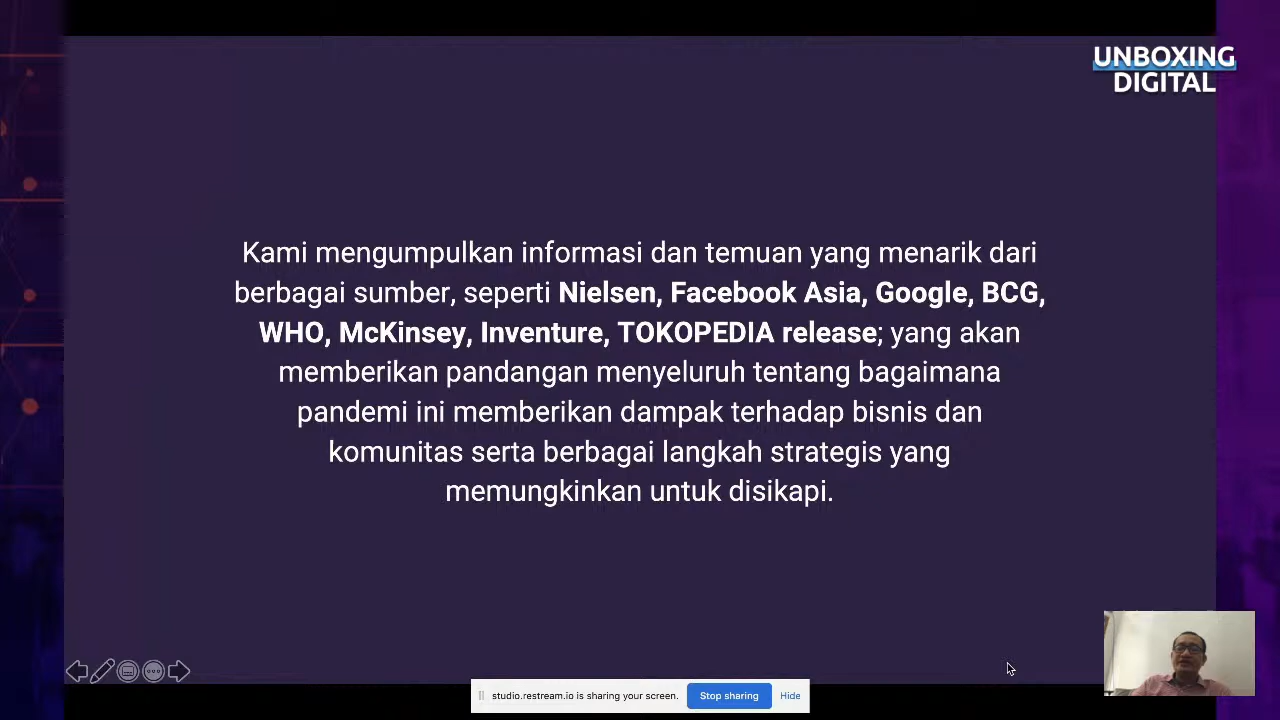 UNBOXING
DIGITAL
Kami mengumpulkan informasi dan temuan yang menarik dari
berbagai sumber, seperti Nielsen, Facebook Asia, Google, BCG,
WHO, McKinsey, Inventure, TOKOPEDIA release; yang akan
memberikan pandangan menyeluruh tentang bagaimana
pandemi ini memberikan dampak terhadap bisnis dan
komunitas serta berbagai langkah strategis yang
memungkinkan untuk disikapi.
studio.restream.io is sharing your screen. Stop sharing Hide